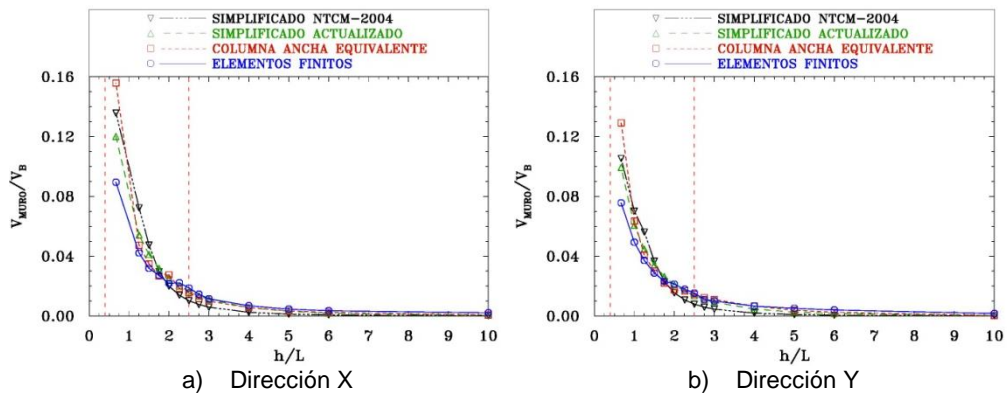 SIMPLIFICADO NTCM-2004
SIMPLIFICADO ACTUALIZADO
COLUMNA ANCHA EQUIVALENTE
ELEMENTOS FINITOS
0.16
0.12
0.08
0.04
0.00
V_MURO/V_B
0 1 2 3 4 5 6 7 8 9 10
h/L
a) Dirección X
SIMPLIFICADO NTCM-2004
SIMPLIFICADO ACTUALIZADO
COLUMNA ANCHA EQUIVALENTE
ELEMENTOS FINITOS
0.16
0.12
0.08
0.04
0.00
V_MURO/V_B
0 1 2 3 4 5 6 7 8 9 10
h/L
b) Dirección Y